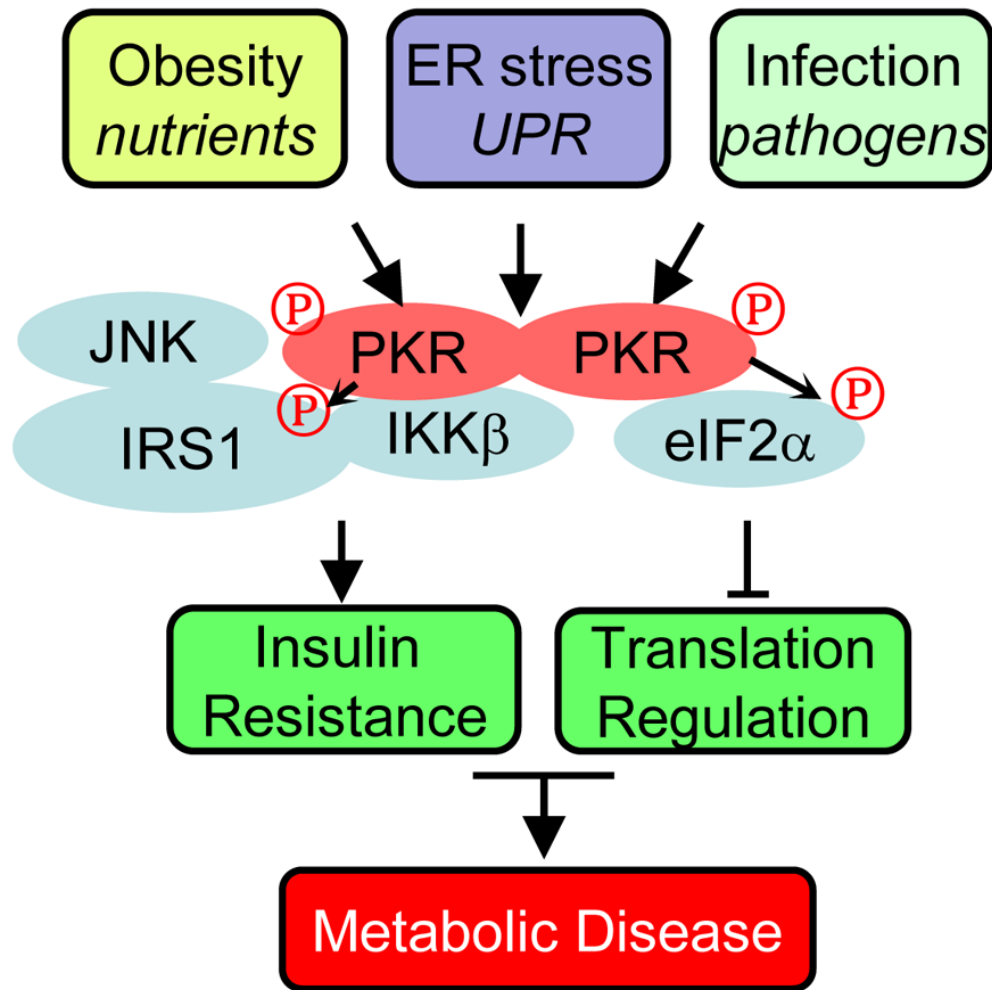 Obesity
nutrients
ER stress
UPR
Infection
pathogens
P
P
JNK
PKR
PKR
P
P
IRS1
IKKβ
eIF2α
Insulin
Resistance
Translation
Regulation
Metabolic Disease